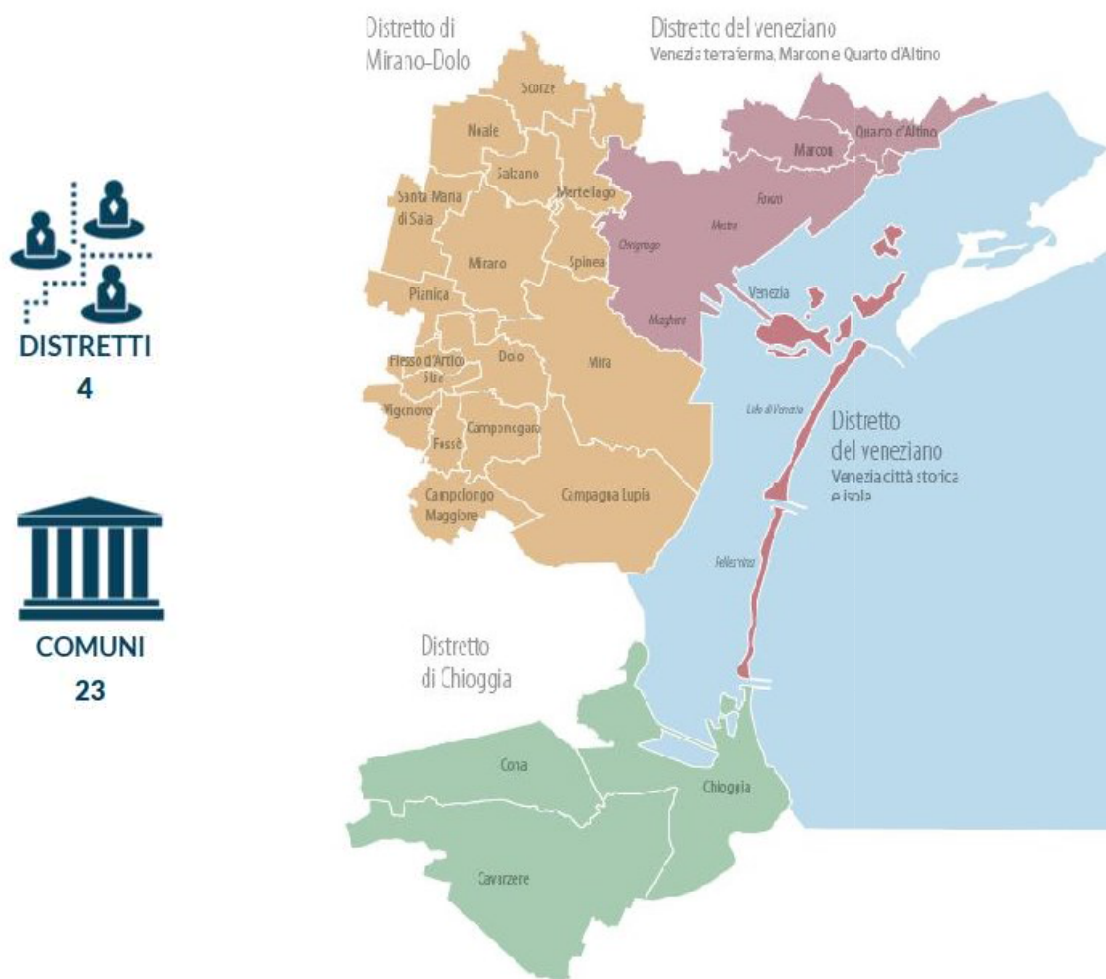 Distretto di
Mirano-Dolo
Distretto del veneziano
Venezia terraferma, Marcon e Quarto d'Altino
Scorzè
Noale
Quarto d'Altino
Marcon
Salzano
Martellago
Santa Maria
di Sala
Favaro
Mestre
Chirignago
Mirano
Spinea
Pianiga
Venezia
Marghera
DISTRETTI
4
Dolo
Fiesso d'Artico
Stra
Mira
Vigonovo
Lido di Venezia
Camponogara
Fossò
Distretto
del veneziano
Venezia città storica
e isole
Campolongo
Maggiore
Campagna Lupia
Pellestrina
COMUNI
23
Distretto
di Chioggia
Cona
Chioggia
Cavarzere